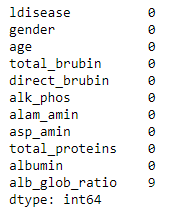 ldisease 0
gender 0
age 0
total_brubin 0
direct_brubin 0
alk_phos 0
alam_amin 0
asp_amin 0
total_proteins 0
albumin 0
alb_glob_ratio 9
dtype: int64